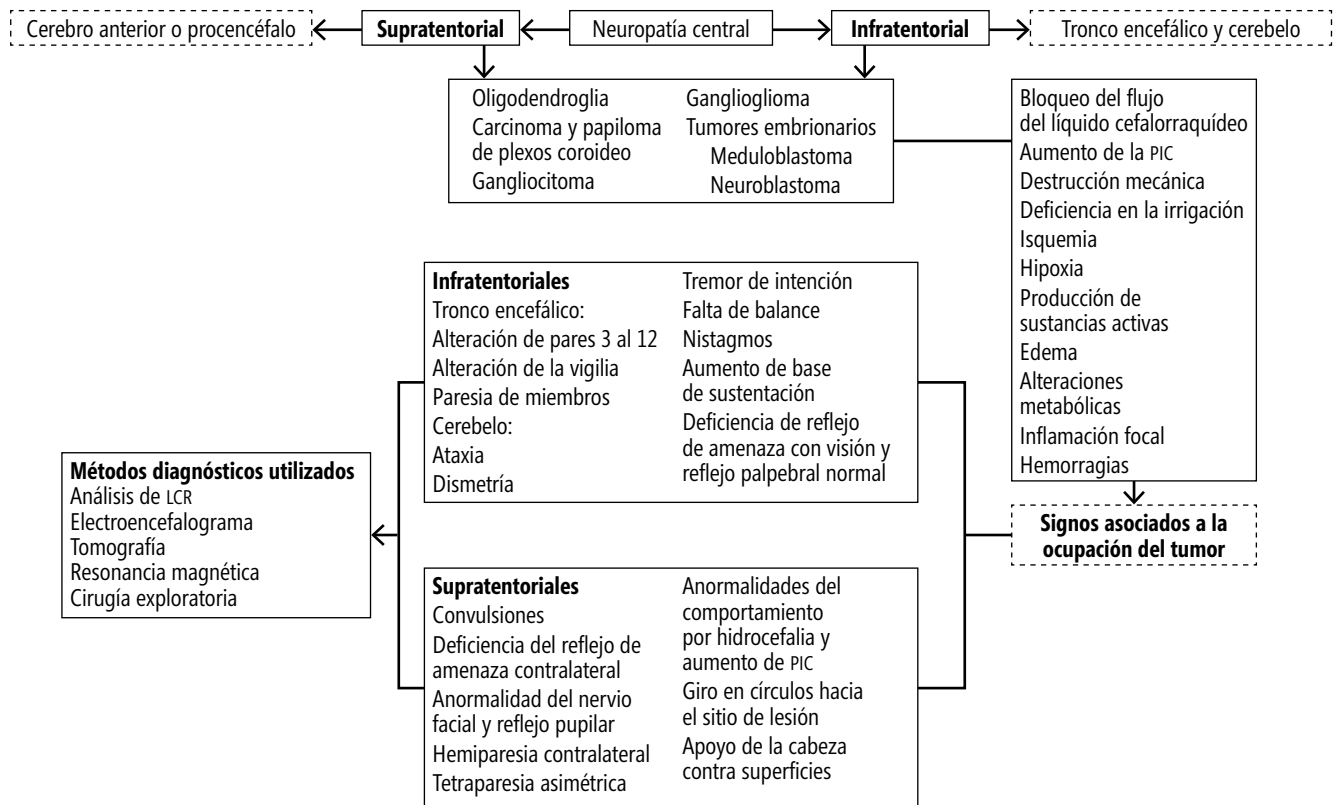 Cerebro anterior o procencéfalo
Supratentorial
Neuropatía central
Infratentorial
Tronco encefálico y cerebelo
Oligodendroglia
Carcinoma y papiloma
de plexos coroideo
Gangliocitoma
Ganglioglioma
Tumores embrionarios
Meduloblastoma
Neuroblastoma
Bloqueo del flujo
del líquido cefalorraquídeo
Aumento de la PIC
Destrucción mecánica
Deficiencia en la irrigación
Isquemia
Hipoxia
Producción de
sustancias activas
Edema
Alteraciones
metabólicas
Inflamación focal
Hemorragias
Signos asociados a la
ocupación del tumor
Infratentoriales
Tronco encefálico:
Alteración de pares 3 al 12
Alteración de la vigilia
Paresia de miembros
Cerebelo:
Ataxia
Dismetría
Tremor de intención
Falta de balance
Nistagmos
Aumento de base
de sustentación
Deficiencia de reflejo
de amenaza con visión y
reflejo palpebral normal
Supratentoriales
Convulsiones
Deficiencia del reflejo de
amenaza contralateral
Anormalidad del nervio
facial y reflejo pupilar
Hemiparesia contralateral
Tetraparesia asimétrica
Anormalidades del
comportamiento
por hidrocefalia y
aumento de PIC
Giro en círculos hacia
el sitio de lesión
Apoyo de la cabeza
contra superficies
Métodos diagnósticos utilizados
Análisis de LCR
Electroencefalograma
Tomografía
Resonancia magnética
Cirugía exploratoria